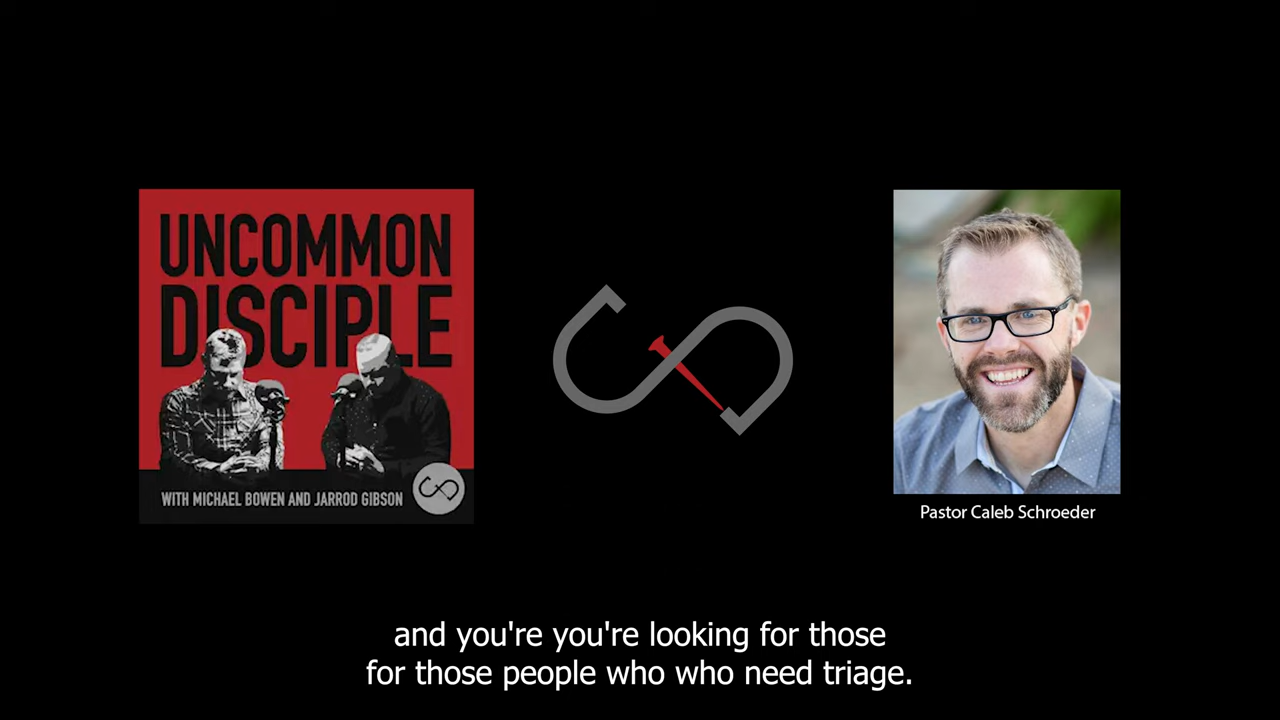 UNCOMMON
DISCIPLE
WITH MICHAEL BOWEN AND JARROD GIBSON
Pastor Caleb Schroeder
and you're you're looking for those
for those people who who need triage.